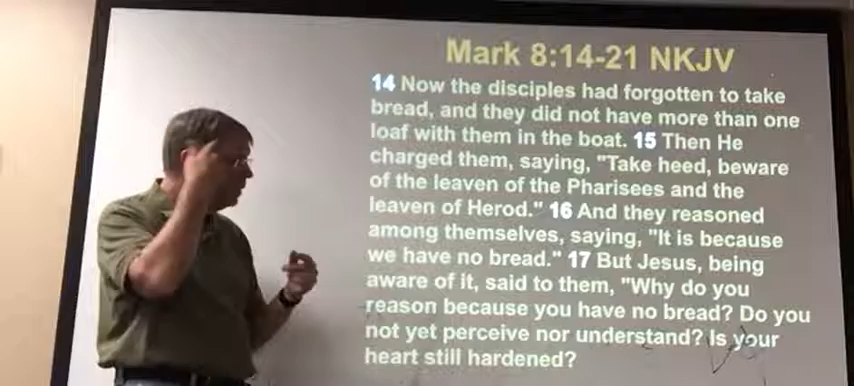 Mark 8:14-21 NKJV
14 Now the disciples had forgotten to take
bread, and they did not have more than one
loaf with them in the boat. 15 Then He
charged them, saying, "Take heed, beware
of the leaven of the Pharisees and the
leaven of Herod." 16 And they reasoned
among themselves, saying, "It is because
we have no bread." 17 But Jesus, being
aware of it, said to them, "Why do you
reason because you have no bread? Do you
not yet perceive nor understand? Is your
heart still hardened?